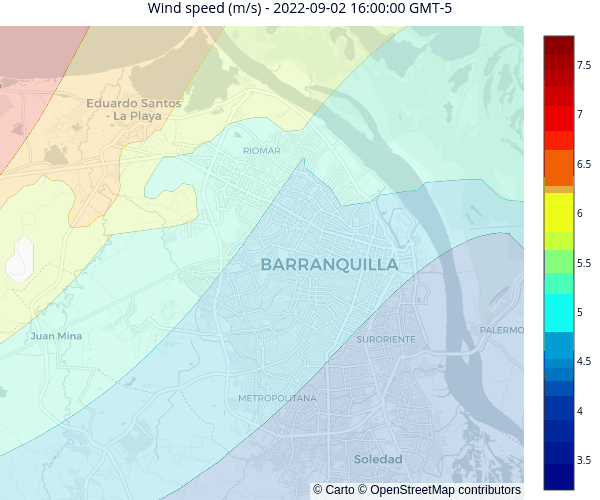 Wind speed (m/s) - 2022-09-02 16:00:00 GMT-5
7.5
7
6.5
6
5.5
5
4.5
4
3.5
Eduardo Santos
- La Playa
RIOMAR
BARRANQUILLA
Juan Mina
SURORIENTE
PALERMO
METROPOLITANA
Soledad
© Carto © OpenStreetMap contributors